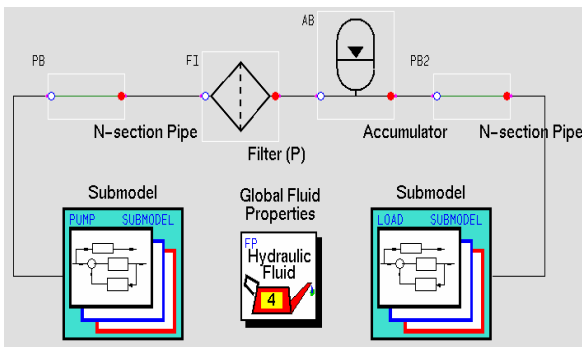 AB
PB
FI
PB2
N-section Pipe
Accumulator
N-section Pipe
Filter (P)
Submodel
Global Fluid
Properties
Submodel
PUMP SUBMODEL
FP
Hydraulic
Fluid
4
LOAD SUBMODEL